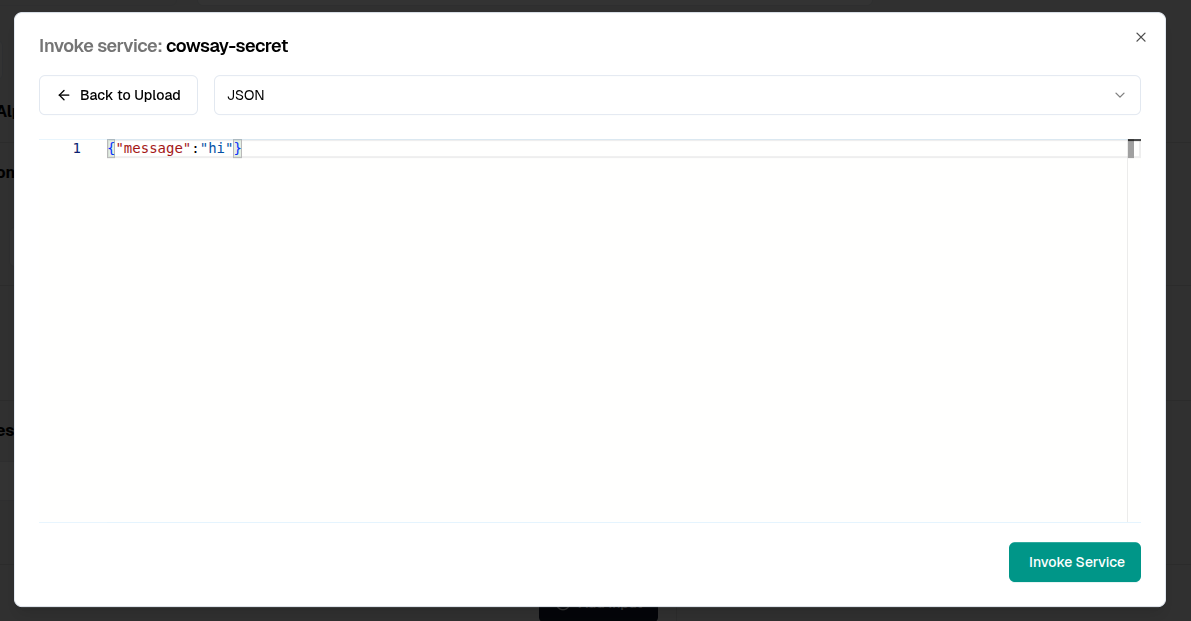 Invoke service: cowsay-secret
Back to Upload
JSON
1 {"message":"hi"}
Invoke Service